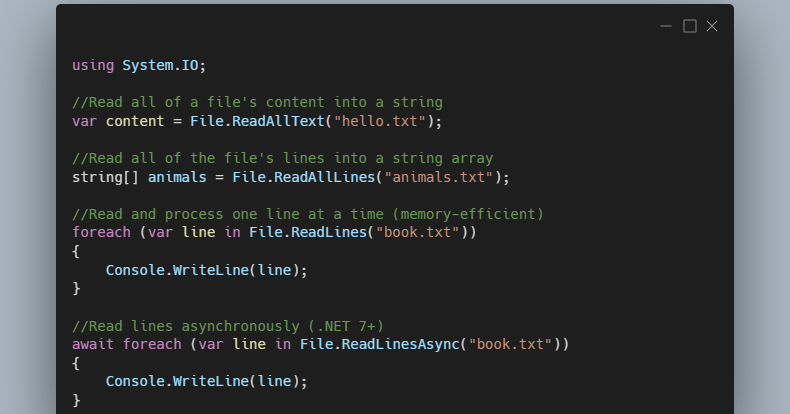 using System.IO;
//Read all of a file's content into a string
var content = File.ReadAllText("hello.txt");
//Read all of the file's lines into a string array
string[] animals = File.ReadAllLines("animals.txt");
//Read and process one line at a time (memory-efficient)
foreach (var line in File.ReadLines("book.txt"))
{
    Console.WriteLine(line);
}
//Read lines asynchronously (.NET 7+)
await foreach (var line in File.ReadLinesAsync("book.txt"))
{
    Console.WriteLine(line);
}